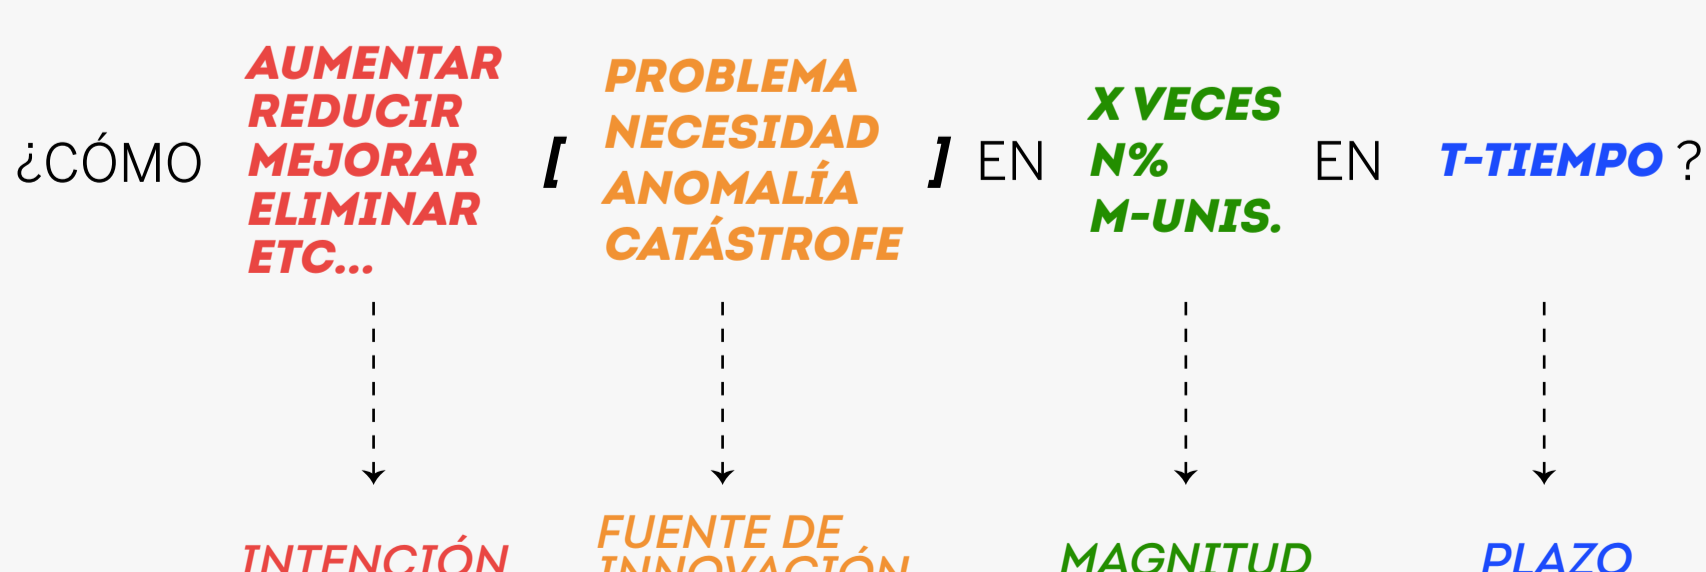 ¿CÓMO
AUMENTAR
REDUCIR
MEJORAR
ELIMINAR
ETC...
[
PROBLEMA
NECESIDAD
ANOMALÍA
CATÁSTROFE
]
EN
X VECES
N%
M-UNIS.
EN
T-TIEMPO ?
INTENCIÓN
FUENTE DE
INNOVACIÓN
MAGNITUD
PLAZO